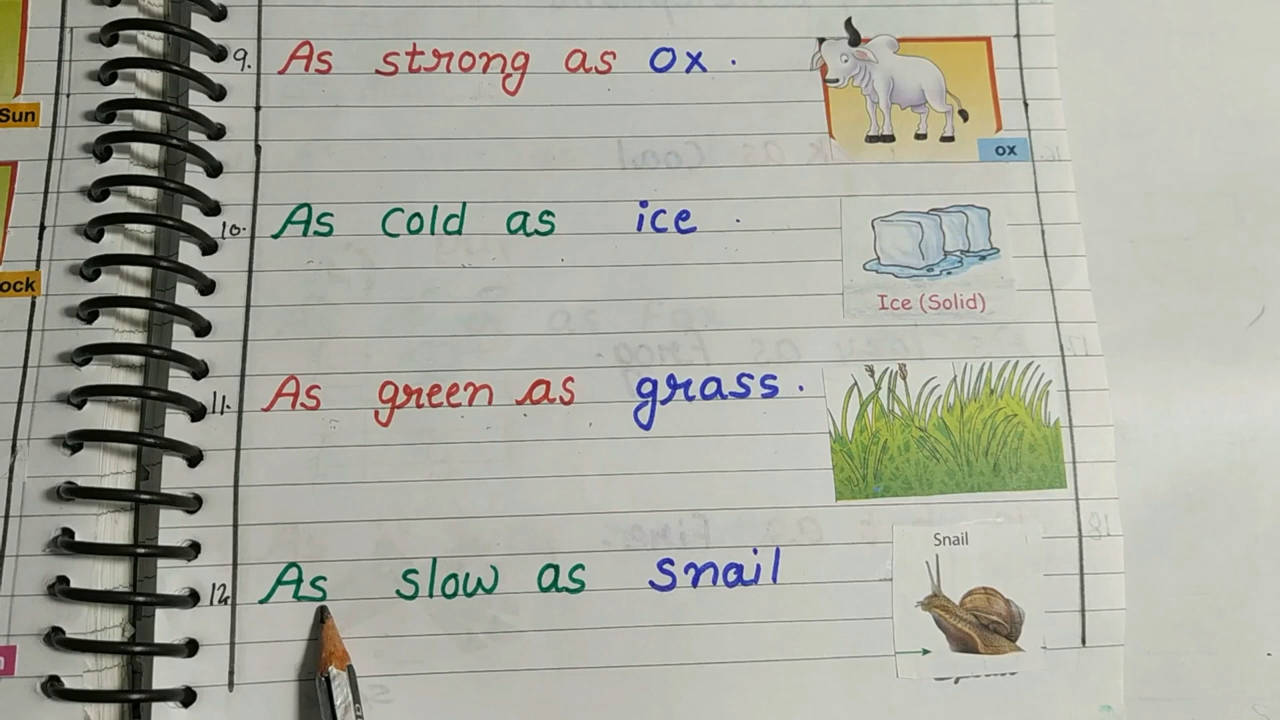 Sun
ock
9. As strong as ox.
ox
10. As cold as ice.
Ice (Solid)
11. As green as grass.
12. As slow as snail
Snail